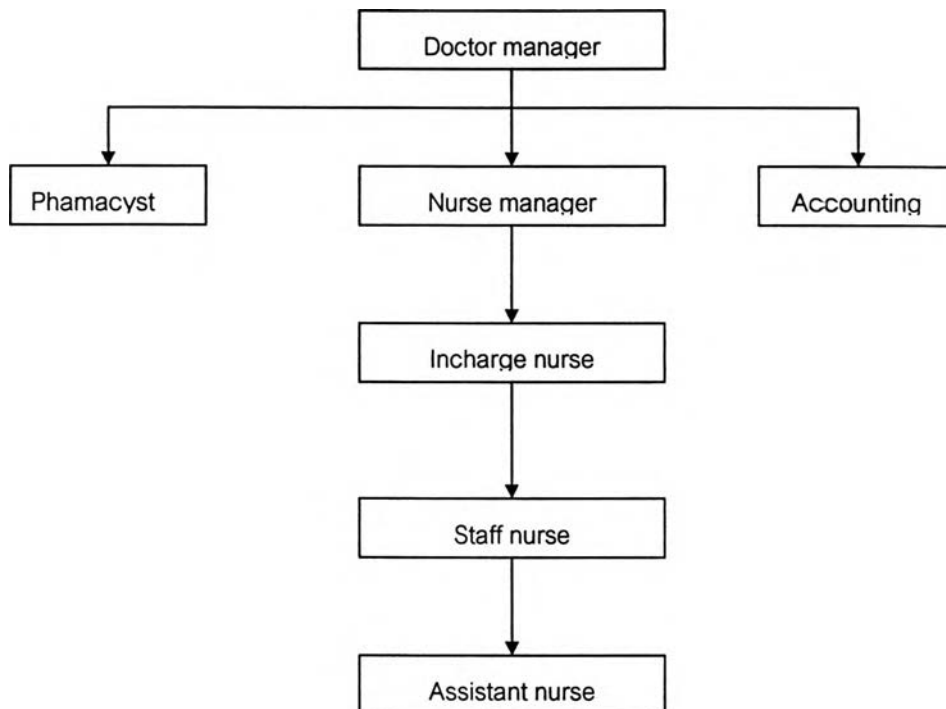 Doctor manager
Phamacyst
Nurse manager
Accounting
Incharge nurse
Staff nurse
Assistant nurse